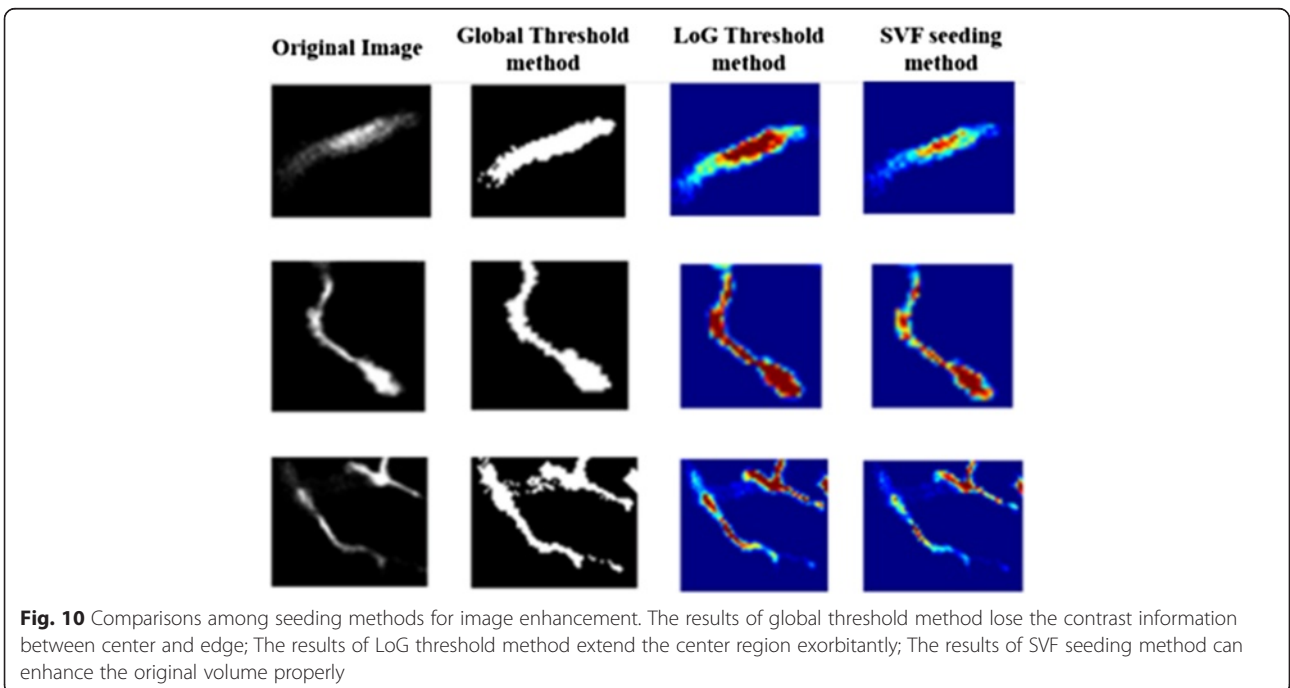 Original Image
Global Threshold
method
LoG Threshold
method
SVF seeding
method
Fig. 10 Comparisons among seeding methods for image enhancement. The results of global threshold method lose the contrast information
between center and edge; The results of LoG threshold method extend the center region exorbitantly; The results of SVF seeding method can
enhance the original volume properly